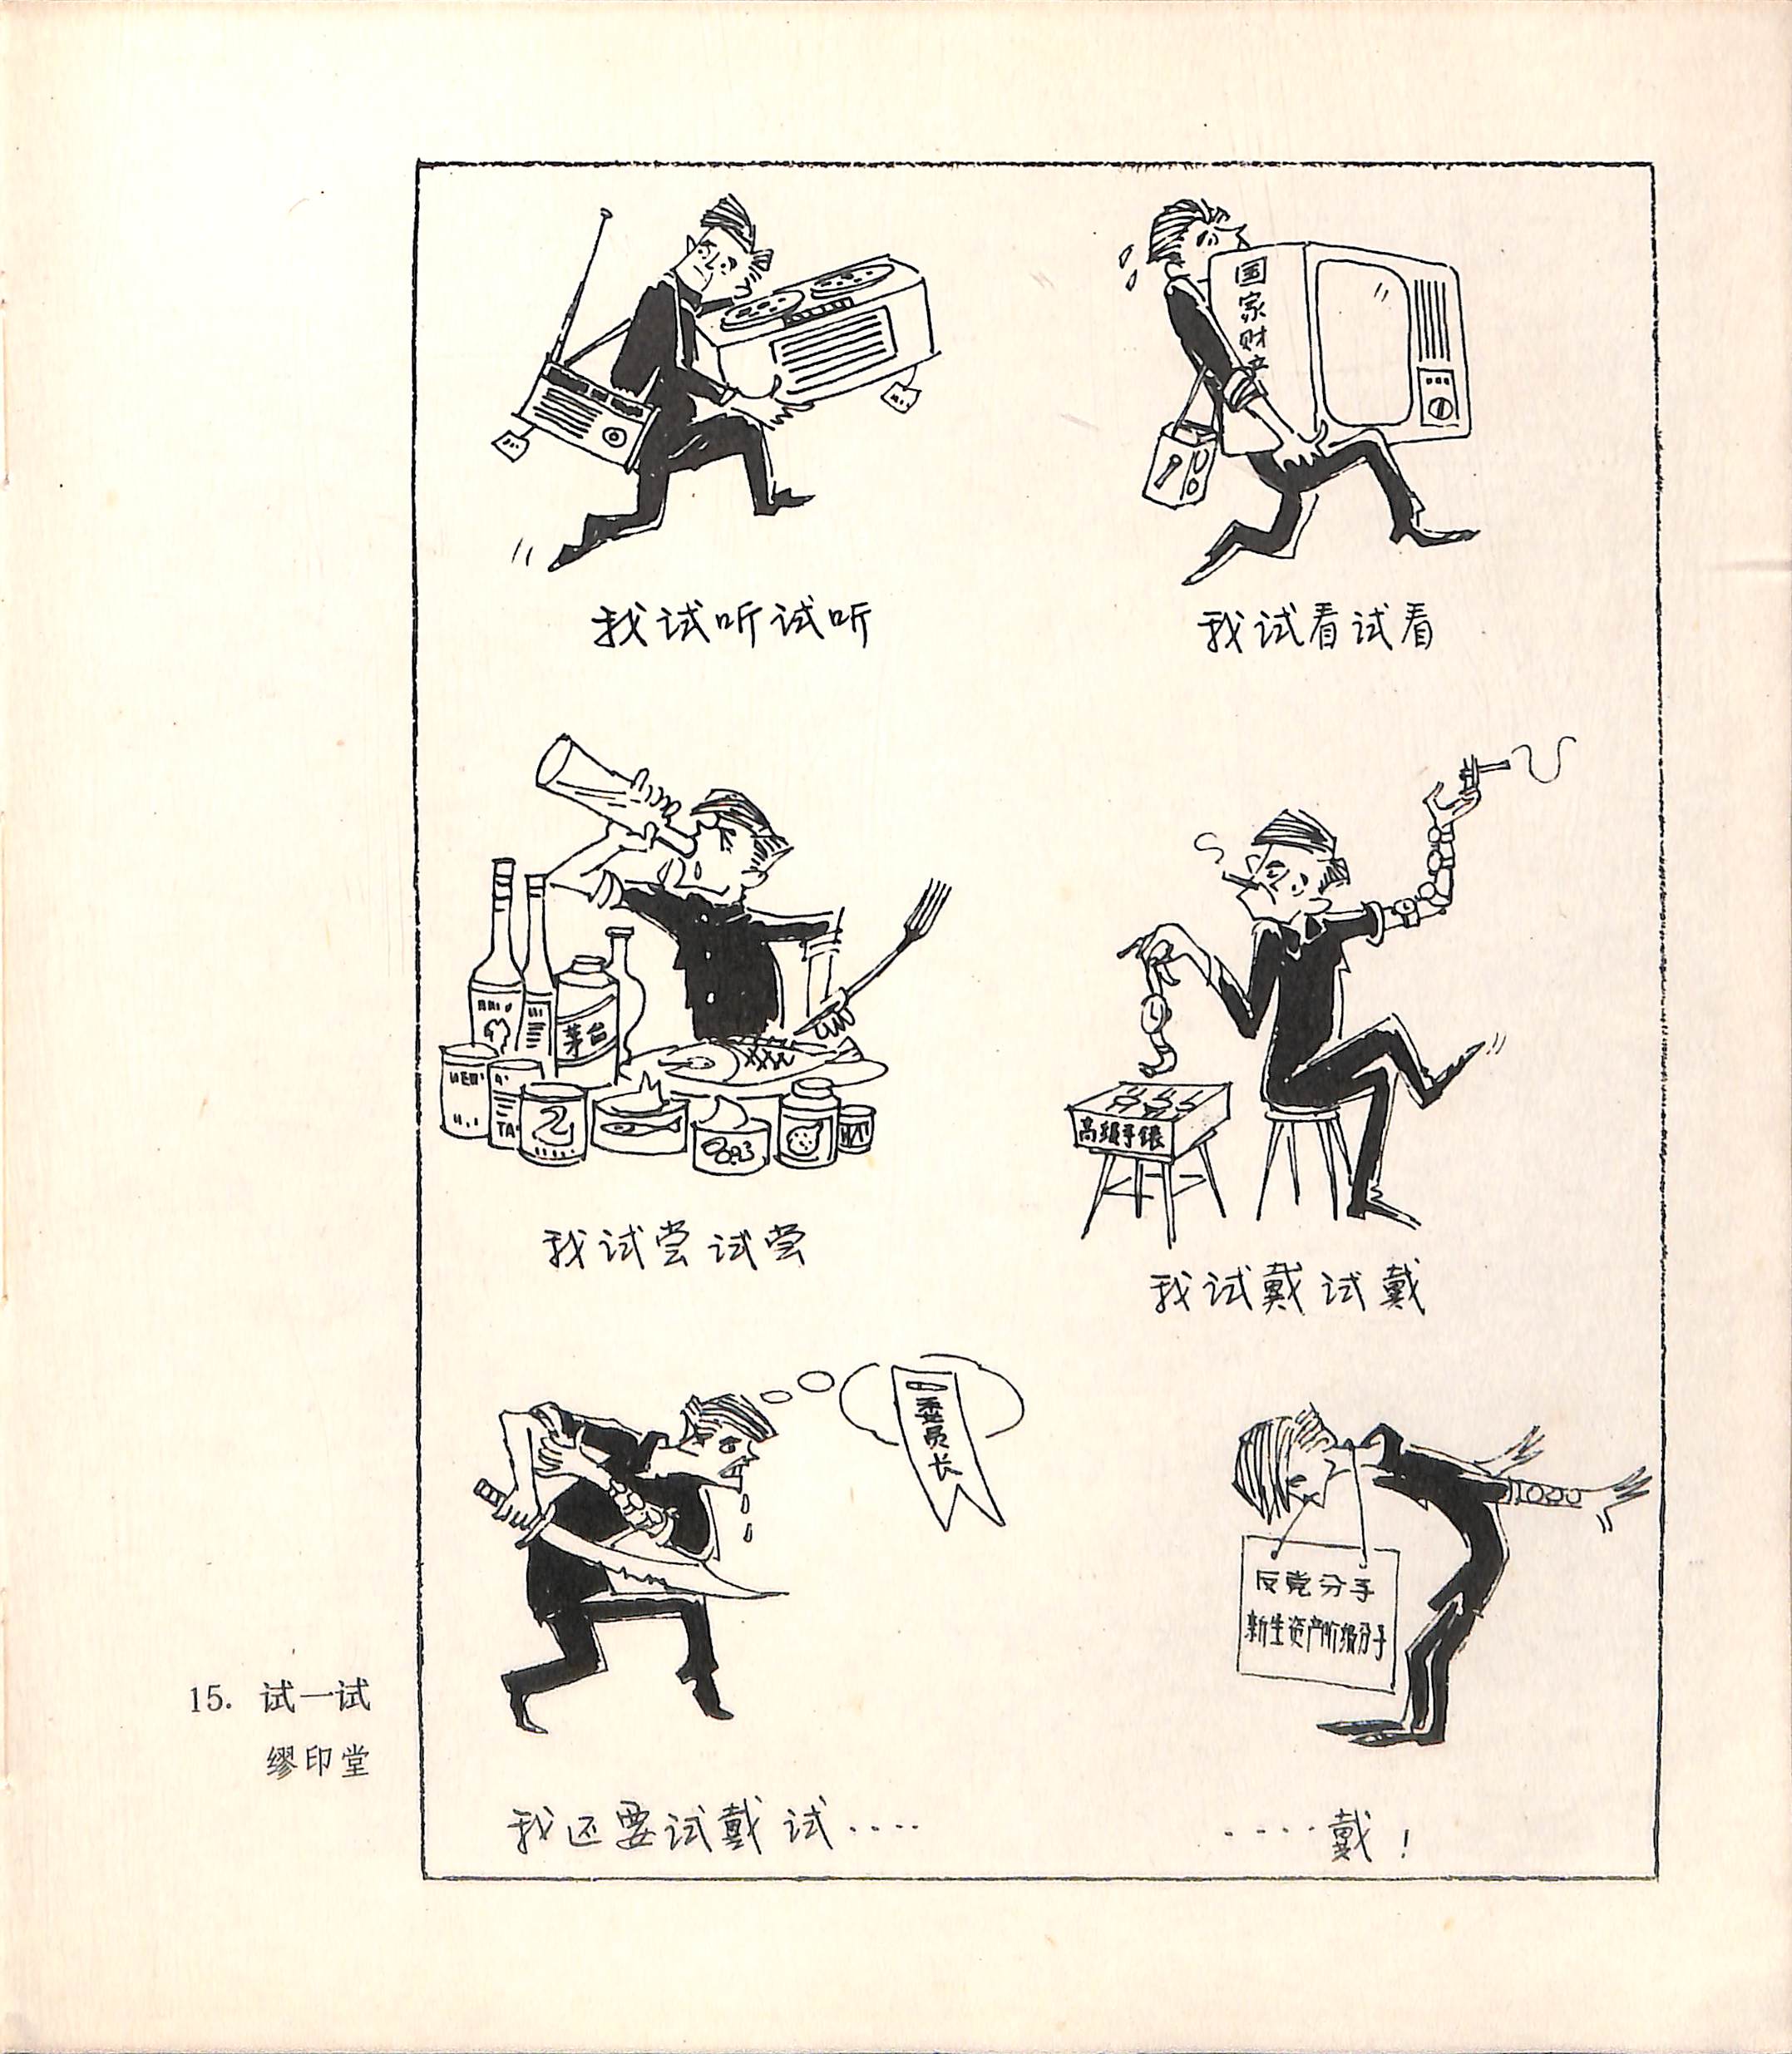 国家财产
我试听试听
我试看试看
茅台
TA
高级手錶
我试尝试尝
我试戴试戴
委员长
反党分子
新生资产阶级分子
15. 试一试
缪印堂
我还要试戴试····
····戴！